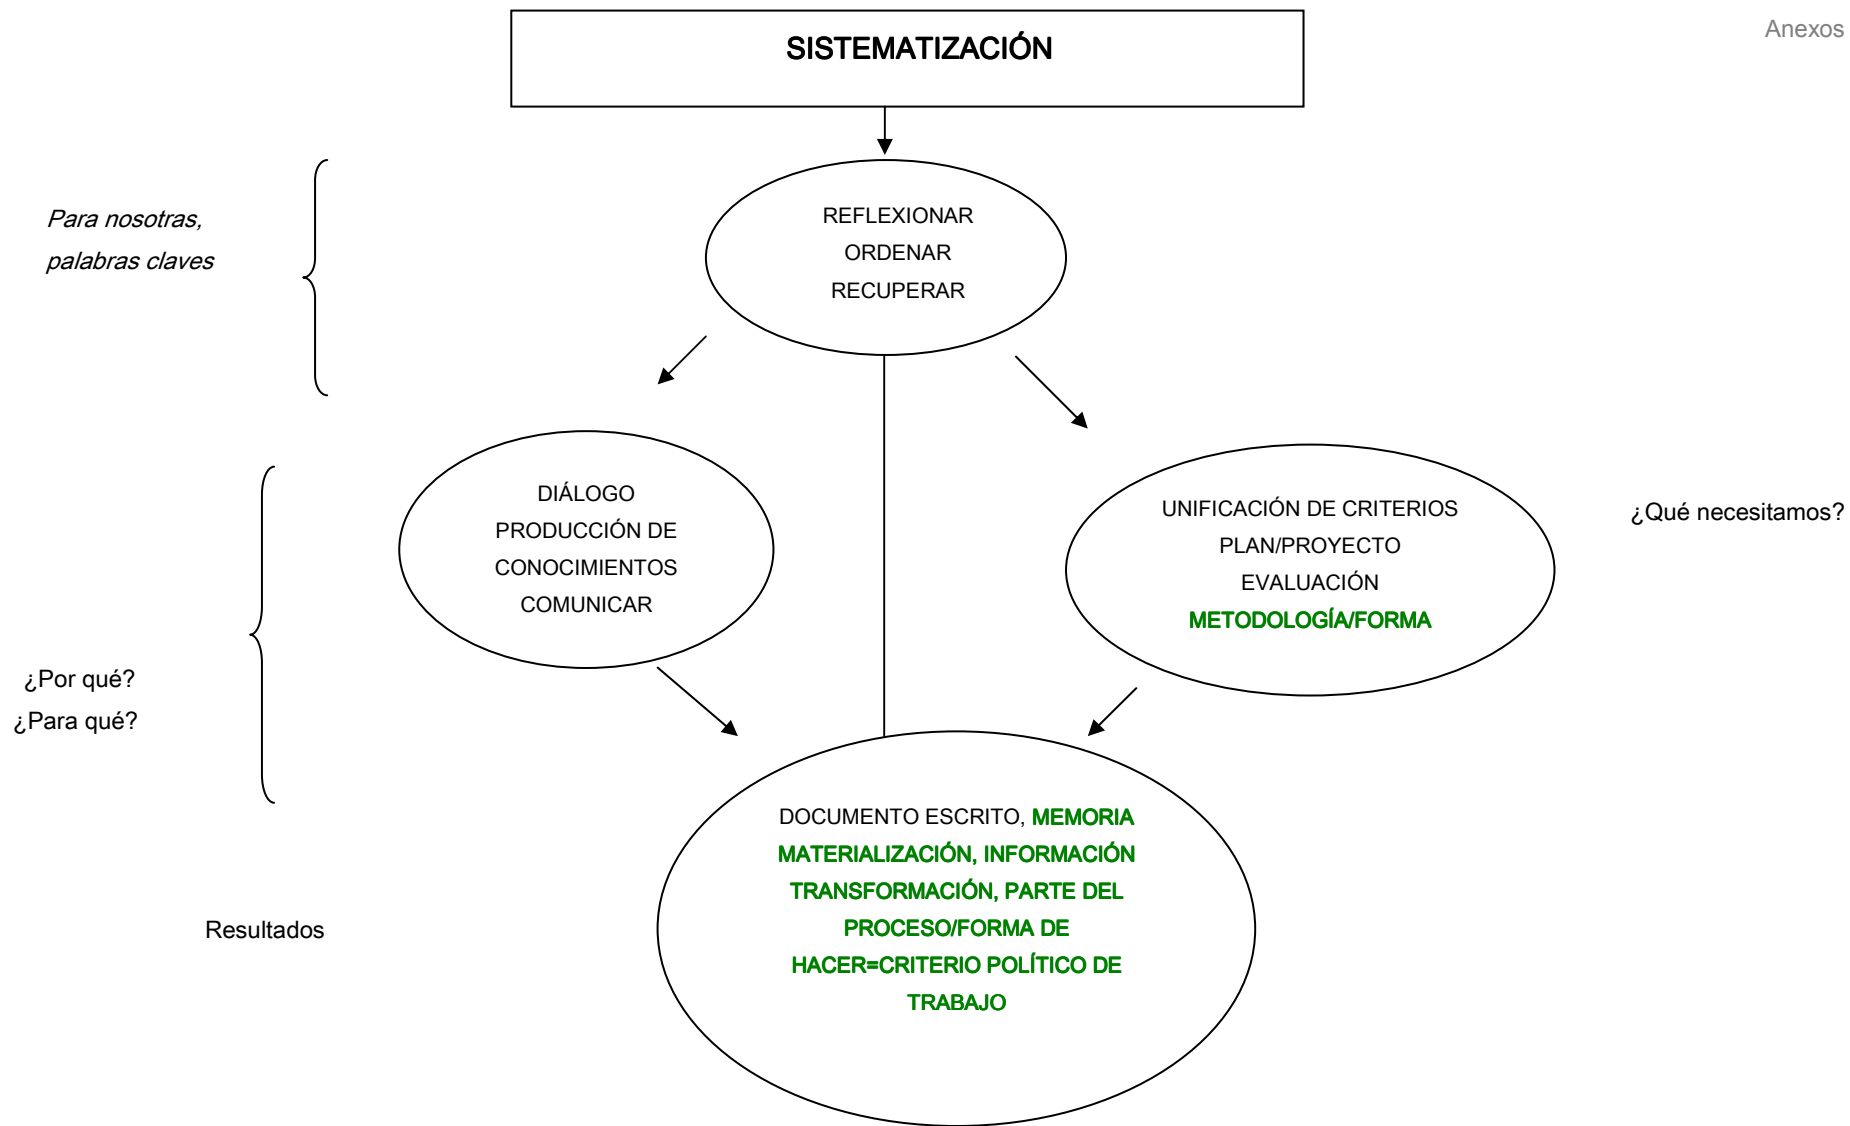 Anexos
SISTEMATIZACIÓN
Para nosotras,
palabras claves
REFLEXIONAR
ORDENAR
RECUPERAR
DIÁLOGO
PRODUCCIÓN DE
CONOCIMIENTOS
COMUNICAR
UNIFICACIÓN DE CRITERIOS
PLAN/PROYECTO
EVALUACIÓN
METODOLOGÍA/FORMA
¿Qué necesitamos?
¿Por qué?
¿Para qué?
DOCUMENTO ESCRITO, MEMORIA
MATERIALIZACIÓN, INFORMACIÓN
TRANSFORMACIÓN, PARTE DEL
PROCESO/FORMA DE
HACER=CRITERIO POLÍTICO DE
TRABAJO
Resultados